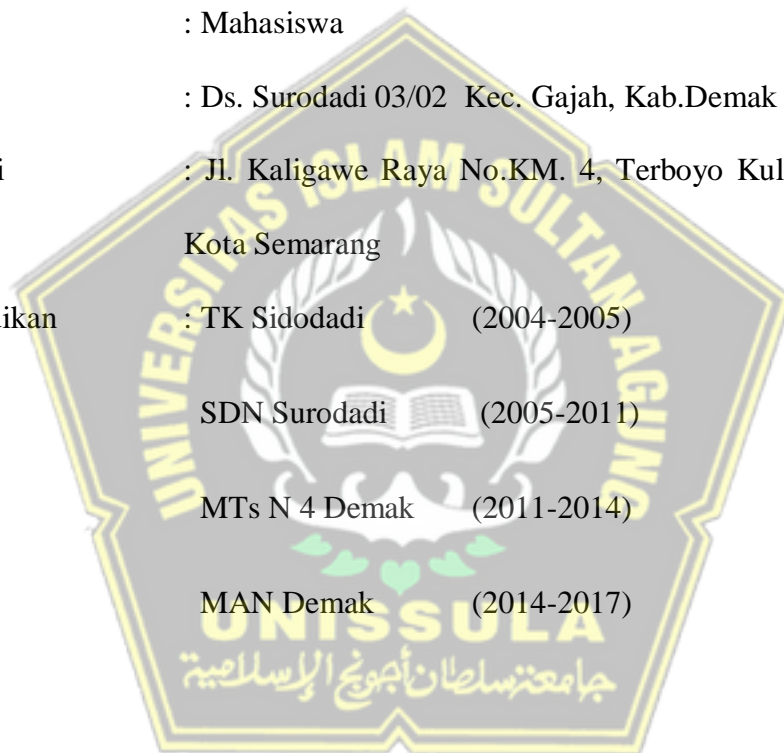 : Mahasiswa
: Ds. Surodadi 03/02 Kec. Gajah, Kab.Demak
i : Jl. Kaligawe Raya No.KM. 4, Terboyo Kul
Kota Semarang
ikan : TK Sidodadi (2004-2005)
SDN Surodadi (2005-2011)
MTs N 4 Demak (2011-2014)
MAN Demak (2014-2017)
UNIVERSITAS ISLAM SULTAN AGUNG
UNISSULA
جامعة سلطان أجونج الإسلامية